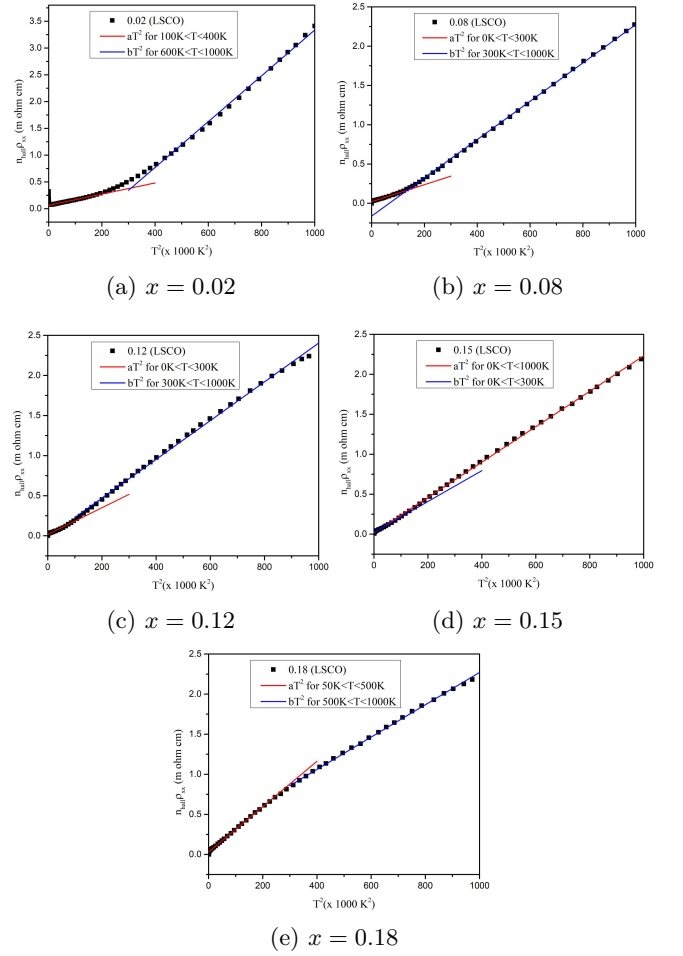 0.02 (LSCO)
aT² for 100K<T<400K
bT² for 600K<T<1000K
n_hall ρ_xx (m ohm cm)
3.5
3.0
2.5
2.0
1.5
1.0
0.5
0.0
0 200 400 600 800 1000
T²(x 1000 K²)
(a) x = 0.02
0.08 (LSCO)
aT² for 0K<T<300K
bT² for 300K<T<1000K
n_hall ρ_xx (m ohm cm)
2.5
2.0
1.5
1.0
0.5
0.0
0 200 400 600 800 1000
T²(x 1000 K²)
(b) x = 0.08
0.12 (LSCO)
aT² for 0K<T<300K
bT² for 300K<T<1000K
n_hall ρ_xx (m ohm cm)
2.5
2.0
1.5
1.0
0.5
0.0
0 200 400 600 800 1000
T²(x 1000 K²)
(c) x = 0.12
0.15 (LSCO)
aT² for 0K<T<1000K
bT² for 0K<T<300K
n_hall ρ_xx (m ohm cm)
2.5
2.0
1.5
1.0
0.5
0.0
0 200 400 600 800 1000
T²(x 1000 K²)
(d) x = 0.15
0.18 (LSCO)
aT² for 50K<T<500K
bT² for 500K<T<1000K
n_hall ρ_xx (m ohm cm)
2.5
2.0
1.5
1.0
0.5
0.0
0 200 400 600 800 1000
T²(x 1000 K²)
(e) x = 0.18